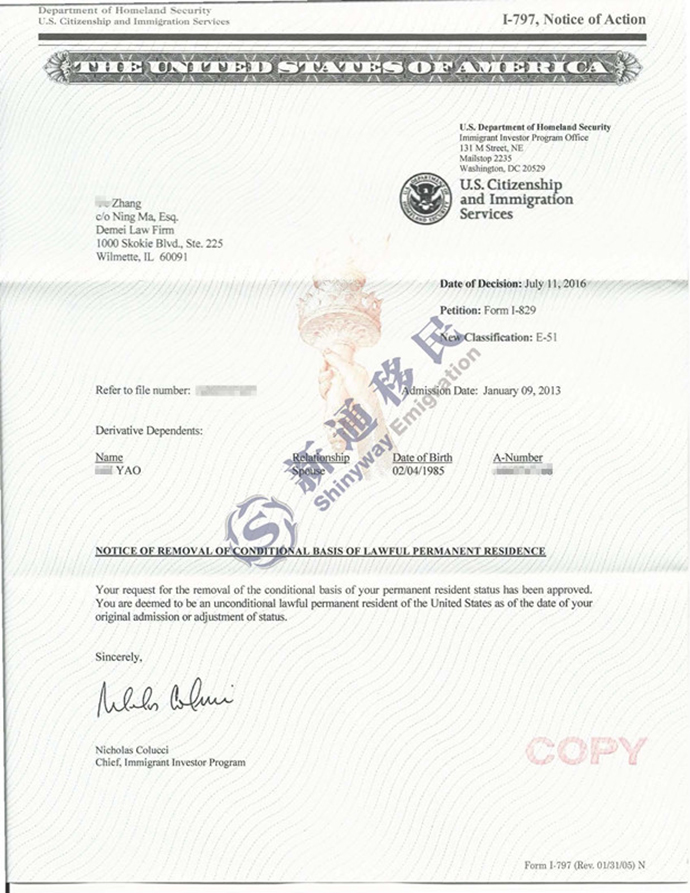 Department of Homeland Security
U.S. Citizenship and Immigration Services
I-797, Notice of Action
THE UNITED STATES OF AMERICA
U.S. Department of Homeland Security
Immigrant Investor Program Office
131 M Street, NE
Mailstop 2235
Washington, DC 20529
U.S. Citizenship
and Immigration
Services
Zhang
c/o Ning Ma, Esq.
Demei Law Firm
1000 Skokie Blvd., Ste. 225
Wilmette, IL 60091
Date of Decision: July 11, 2016
Petition: Form I-829
New Classification: E-51
Refer to file number:
Admission Date: January 09, 2013
Derivative Dependents:
Name Relationship Date of Birth A-Number
YAO Spouse 02/04/1985
新通移民
Shinyway Emigration
NOTICE OF REMOVAL OF CONDITIONAL BASIS OF LAWFUL PERMANENT RESIDENCE
Your request for the removal of the conditional basis of your permanent resident status has been approved.
You are deemed to be an unconditional lawful permanent resident of the United States as of the date of your
original admission or adjustment of status.
Sincerely,
Nicholas Colucci
Nicholas Colucci
Chief, Immigrant Investor Program
COPY
Form I-797 (Rev. 01/31/05) N